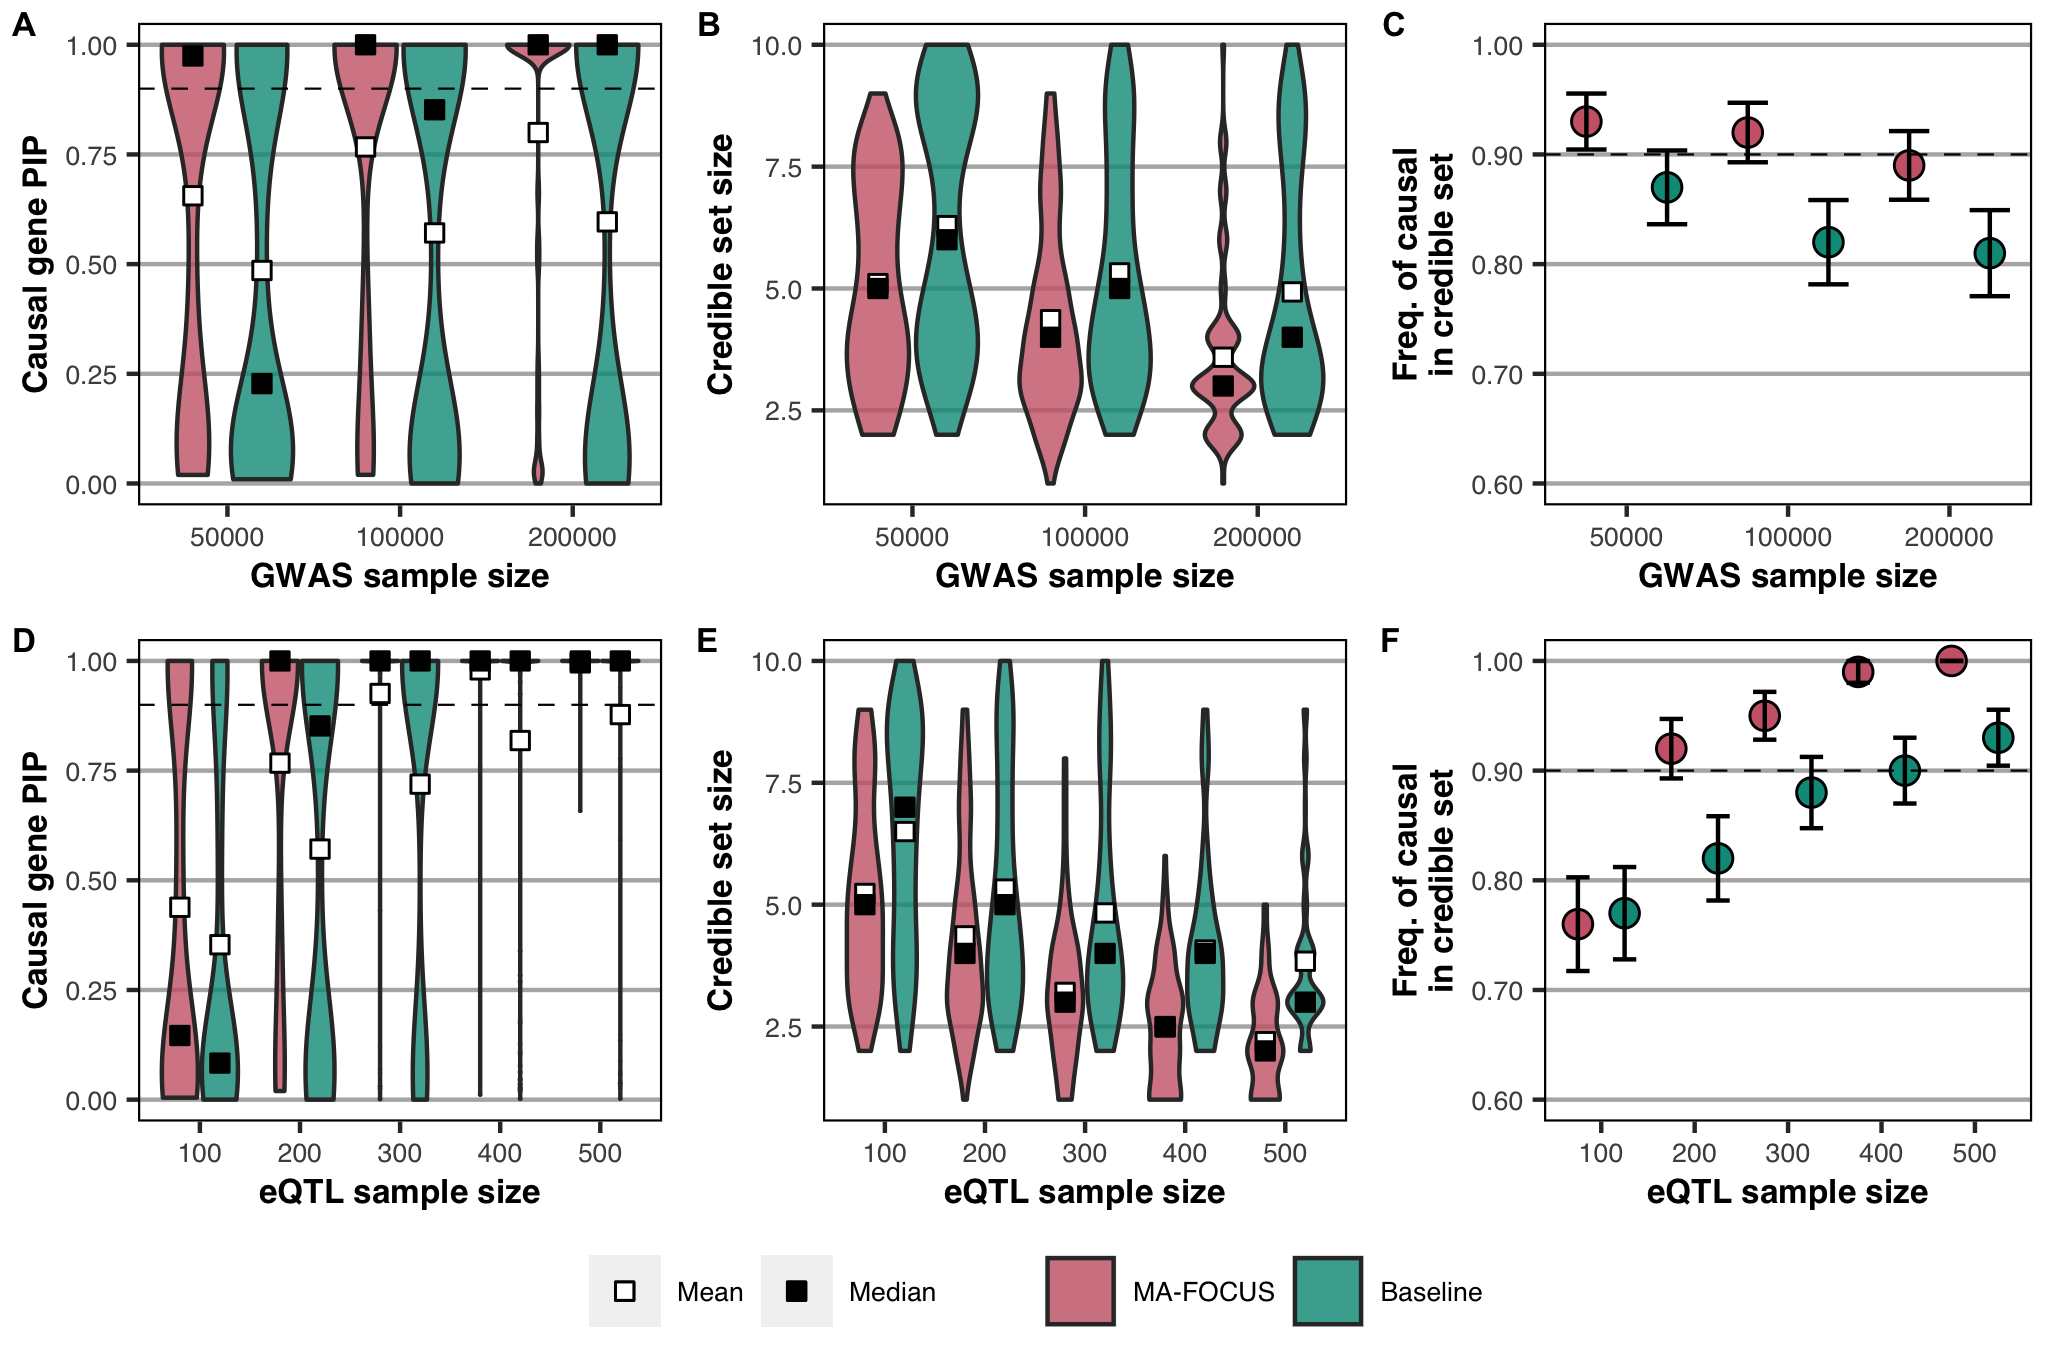 A
1.00
0.75
0.50
0.25
0.00
Causal gene PIP
50000 100000 200000
GWAS sample size
B
10.0
7.5
5.0
2.5
Credible set size
50000 100000 200000
GWAS sample size
C
1.00
0.90
0.80
0.70
0.60
Freq. of causal
in credible set
50000 100000 200000
GWAS sample size
D
1.00
0.75
0.50
0.25
0.00
Causal gene PIP
100 200 300 400 500
eQTL sample size
E
10.0
7.5
5.0
2.5
Credible set size
100 200 300 400 500
eQTL sample size
F
1.00
0.90
0.80
0.70
0.60
Freq. of causal
in credible set
100 200 300 400 500
eQTL sample size
Mean Median MA-FOCUS Baseline